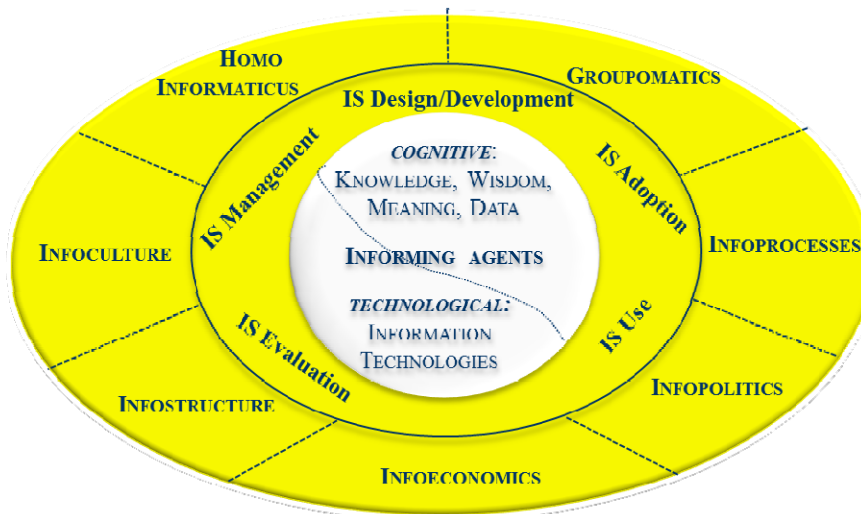 HOMO
INFORMATICUS
GROUPOMATICS
IS Design/Development
IS Management
IS Adoption
COGNITIVE:
KNOWLEDGE, WISDOM,
MEANING, DATA
INFOCULTURE
INFORMING AGENTS
INFOPROCESSES
TECHNOLOGICAL:
INFORMATION
TECHNOLOGIES
IS Evaluation
IS Use
INFOSTRUCTURE
INFOPOLITICS
INFOECONOMICS